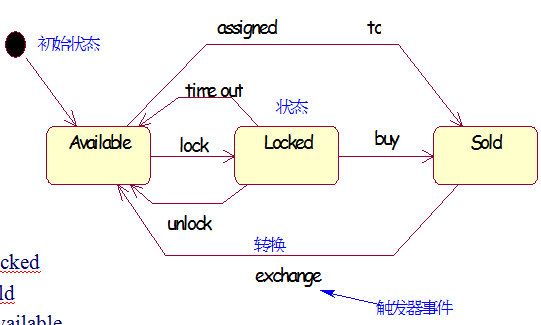 assigned to
初始状态
time out
状态
Available
lock
Locked
buy
Sold
unlock
转换
cked
exchange
ld
触发器事件
vailable